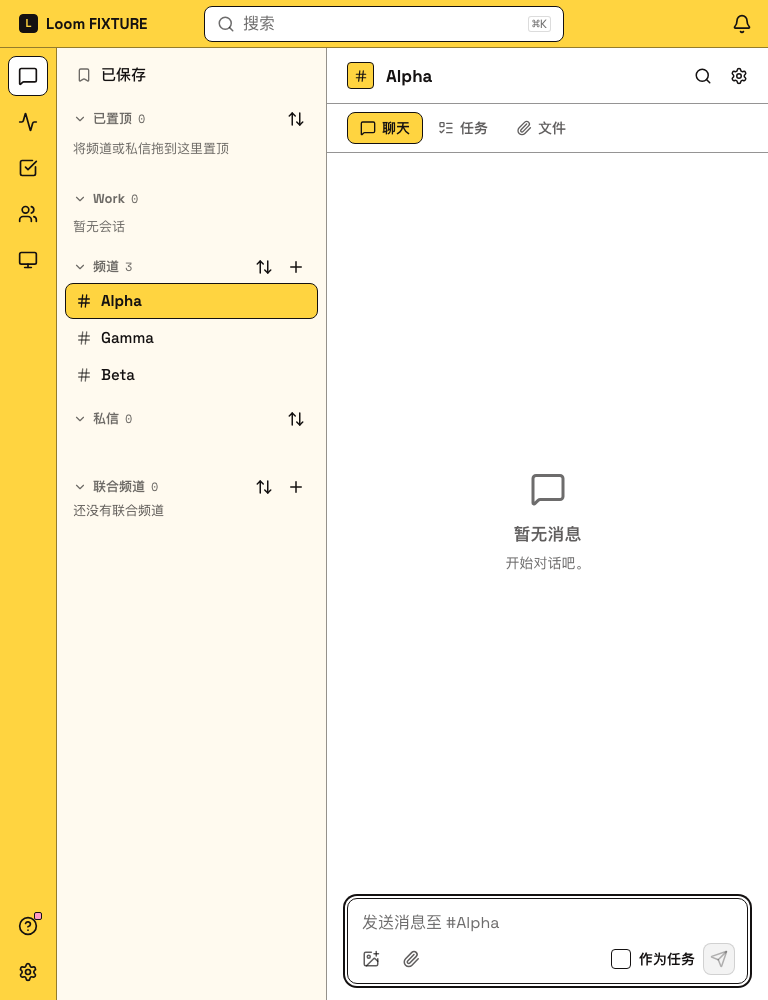 L Loom FIXTURE
搜索 ⌘K
已保存
已置顶 0
将频道或私信拖到这里置顶
Work 0
暂无会话
频道 3
# Alpha
# Gamma
# Beta
私信 0
联合频道 0
还没有联合频道
# Alpha
聊天 任务 文件
暂无消息
开始对话吧。
发送消息至 #Alpha
作为任务